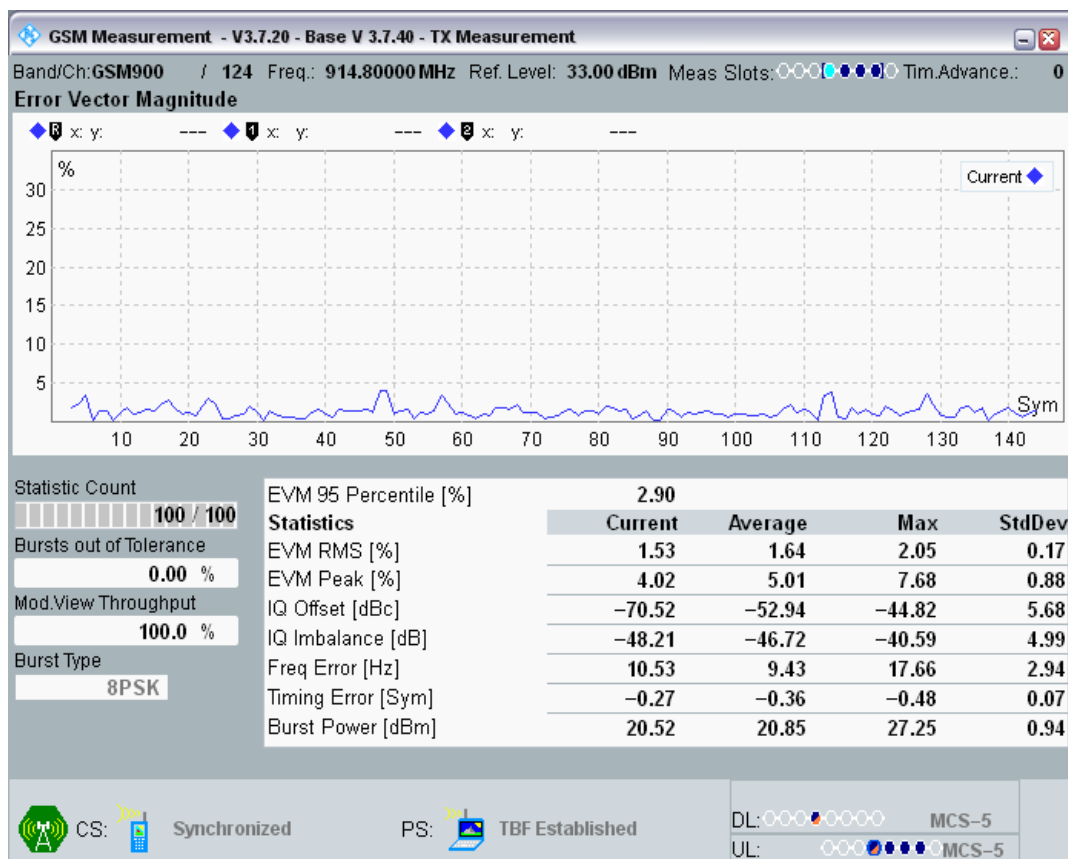 GSM Measurement - V3.7.20 - Base V 3.7.40 - TX Measurement
Band/Ch:GSM900 / 124 Freq.: 914.80000 MHz Ref. Level: 33.00 dBm Meas Slots: Tim.Advance.: 0
Error Vector Magnitude
R x: y: --- 1 x: y: --- 2 x: y: ---
%
Current
30
25
20
15
10
5
Sym
10 20 30 40 50 60 70 80 90 100 110 120 130 140
Statistic Count
100 / 100
Bursts out of Tolerance
0.00 %
Mod.View Throughput
100.0 %
Burst Type
8PSK
EVM 95 Percentile [%] 2.90
Statistics Current Average Max StdDev
EVM RMS [%] 1.53 1.64 2.05 0.17
EVM Peak [%] 4.02 5.01 7.68 0.88
IQ Offset [dBc] −70.52 −52.94 −44.82 5.68
IQ Imbalance [dB] −48.21 −46.72 −40.59 4.99
Freq Error [Hz] 10.53 9.43 17.66 2.94
Timing Error [Sym] −0.27 −0.36 −0.48 0.07
Burst Power [dBm] 20.52 20.85 27.25 0.94
CS: Synchronized PS: TBF Established
DL: MCS−5
UL: MCS−5